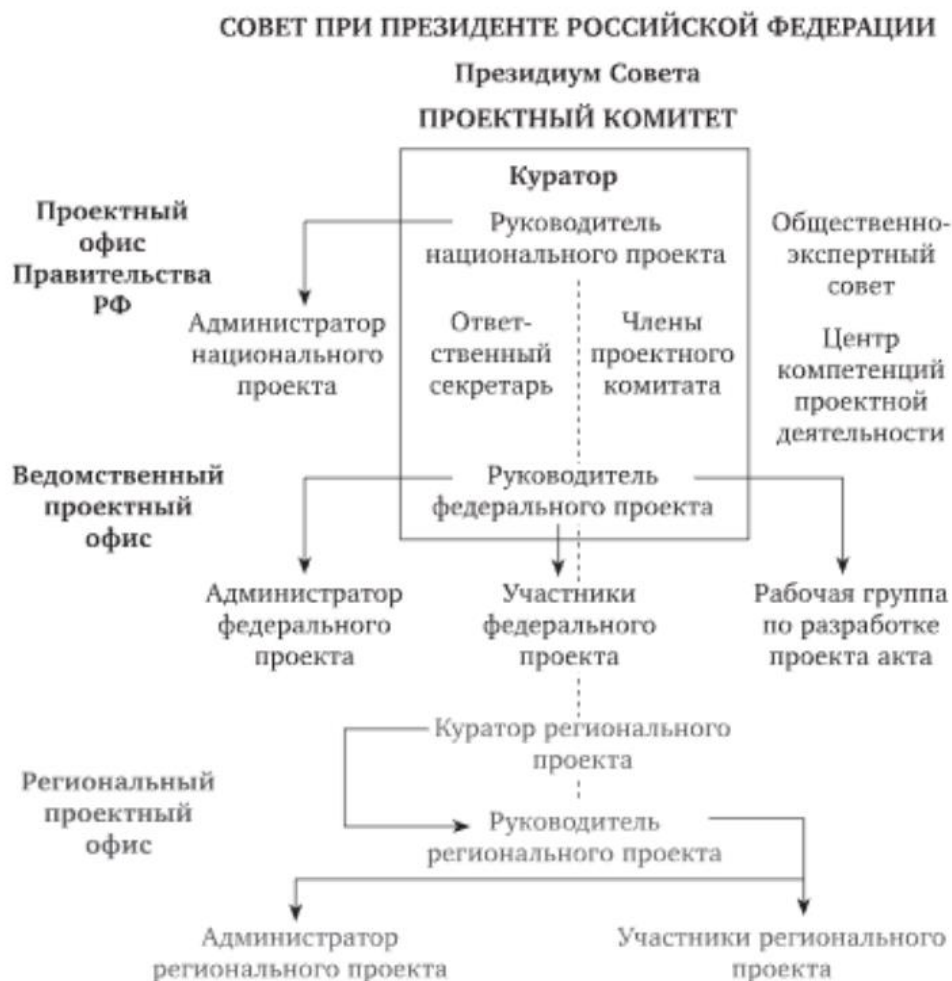 СОВЕТ ПРИ ПРЕЗИДЕНТЕ РОССИЙСКОЙ ФЕДЕРАЦИИ
Президиум Совета
ПРОЕКТНЫЙ КОМИТЕТ
Куратор
Проектный
офис
Правительства
РФ
Руководитель
национального проекта
Общественно-
экспертный
совет
Администратор
национального
проекта
Ответ-
ственный
секретарь
Члены
проектного
комитата
Центр
компетенций
проектной
деятельности
Ведомственный
проектный
офис
Руководитель
федерального проекта
Администратор
федерального
проекта
Участники
федерального
проекта
Рабочая группа
по разработке
проекта акта
Куратор регионального
проекта
Региональный
проектный
офис
Руководитель
регионального проекта
Администратор
регионального проекта
Участники регионального
проекта